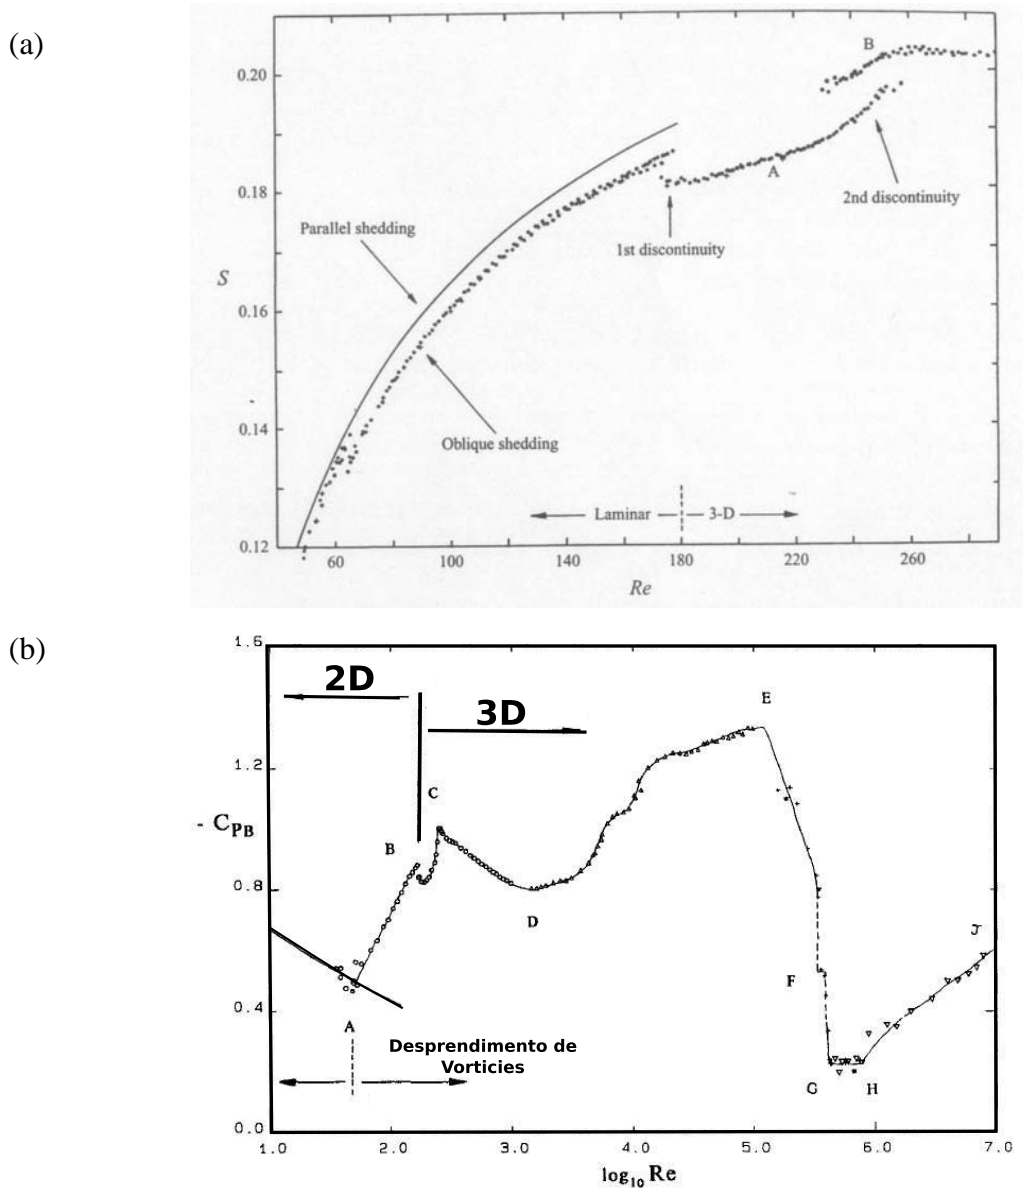 (a)
0.20
0.18
0.16
0.14
0.12
S
B
A
2nd discontinuity
1st discontinuity
Parallel shedding
Oblique shedding
Laminar
3-D
60
100
140
180
220
260
Re
(b)
1.6
1.2
- CPB
0.8
0.4
0.0
2D
3D
E
C
B
D
J
F
A
Desprendimento de
Vorticies
G
H
1.0
2.0
3.0
4.0
5.0
6.0
7.0
log10 Re